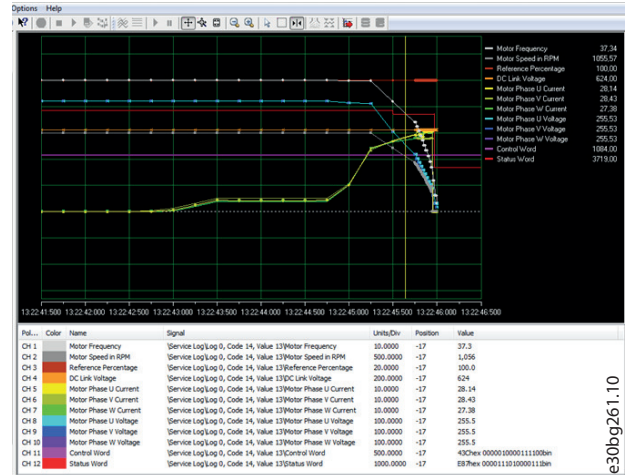 Options Help
Motor Frequency 37,34
Motor Speed in RPM 1055,57
Reference Percentage 100,00
DC Link Voltage 624,00
Motor Phase U Current 28,14
Motor Phase V Current 28,43
Motor Phase W Current 27,38
Motor Phase U Voltage 255,53
Motor Phase V Voltage 255,53
Motor Phase W Voltage 255,53
Control Word 1084,00
Status Word 3719,00
13:22:41:500 13:22:42:000 13:22:42:500 13:22:43:000 13:22:43:500 13:22:44:000 13:22:44:500 13:22:45:000 13:22:45:500 13:22:46:000 13:22:46:500
Pol... Color Name Signal Units/Div Position Value
CH 1 Motor Frequency \Service Log\Log 0, Code 14, Value 13\Motor Frequency 10.0000 -17 37.3
CH 2 Motor Speed in RPM \Service Log\Log 0, Code 14, Value 13\Motor Speed in RPM 500.0000 -17 1,056
CH 3 Reference Percentage \Service Log\Log 0, Code 14, Value 13\Reference Percentage 20.0000 -17 100.0
CH 4 DC Link Voltage \Service Log\Log 0, Code 14, Value 13\DC Link Voltage 200.0000 -17 624
CH 5 Motor Phase U Current \Service Log\Log 0, Code 14, Value 13\Motor Phase U Current 10.0000 -17 28.14
CH 6 Motor Phase V Current \Service Log\Log 0, Code 14, Value 13\Motor Phase V Current 10.0000 -17 28.43
CH 7 Motor Phase W Current \Service Log\Log 0, Code 14, Value 13\Motor Phase W Current 10.0000 -17 27.38
CH 8 Motor Phase U Voltage \Service Log\Log 0, Code 14, Value 13\Motor Phase U Voltage 100.0000 -17 255.5
CH 9 Motor Phase V Voltage \Service Log\Log 0, Code 14, Value 13\Motor Phase V Voltage 100.0000 -17 255.5
CH 10 Motor Phase W Voltage \Service Log\Log 0, Code 14, Value 13\Motor Phase W Voltage 100.0000 -17 255.5
CH 11 Control Word \Service Log\Log 0, Code 14, Value 13\Control Word 500.0000 -17 43Chex 0000010000111100bin
CH 12 Status Word \Service Log\Log 0, Code 14, Value 13\Status Word 1000.0000 -17 E87hex 0000111010000111bin
e30bg261.10